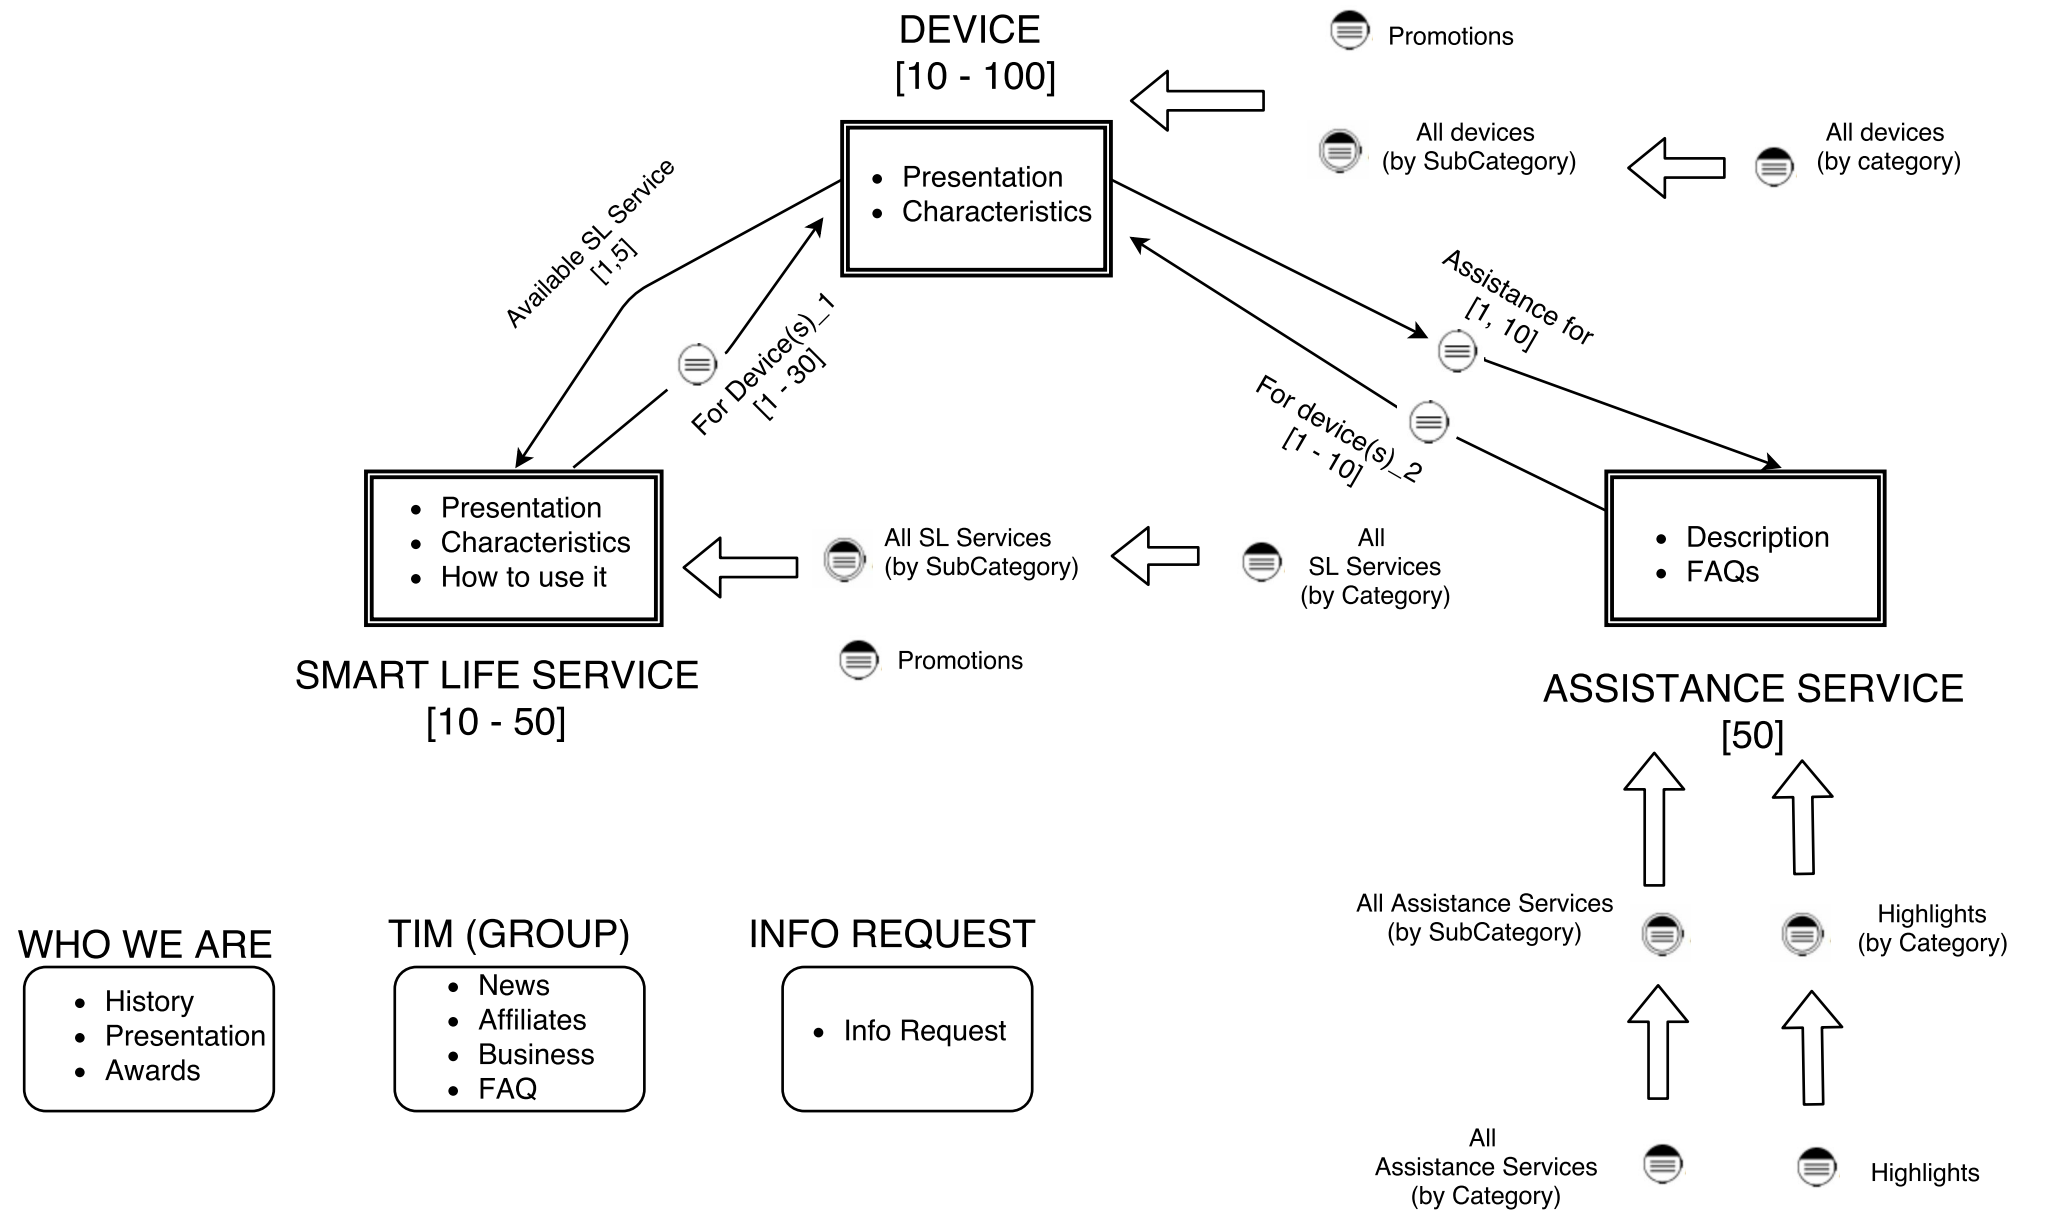 DEVICE
[10 - 100]
Promotions
All devices
(by SubCategory)
All devices
(by category)
• Presentation
• Characteristics
Available SL Service
[1,5]
For Device(s)_1
[1 - 30]
Assistance for
[1, 10]
For device(s)_2
[1 - 10]
• Presentation
• Characteristics
• How to use it
SMART LIFE SERVICE
[10 - 50]
All SL Services
(by SubCategory)
All
SL Services
(by Category)
Promotions
• Description
• FAQs
ASSISTANCE SERVICE
[50]
All Assistance Services
(by SubCategory)
Highlights
(by Category)
All
Assistance Services
(by Category)
Highlights
WHO WE ARE
• History
• Presentation
• Awards
TIM (GROUP)
• News
• Affiliates
• Business
• FAQ
INFO REQUEST
• Info Request